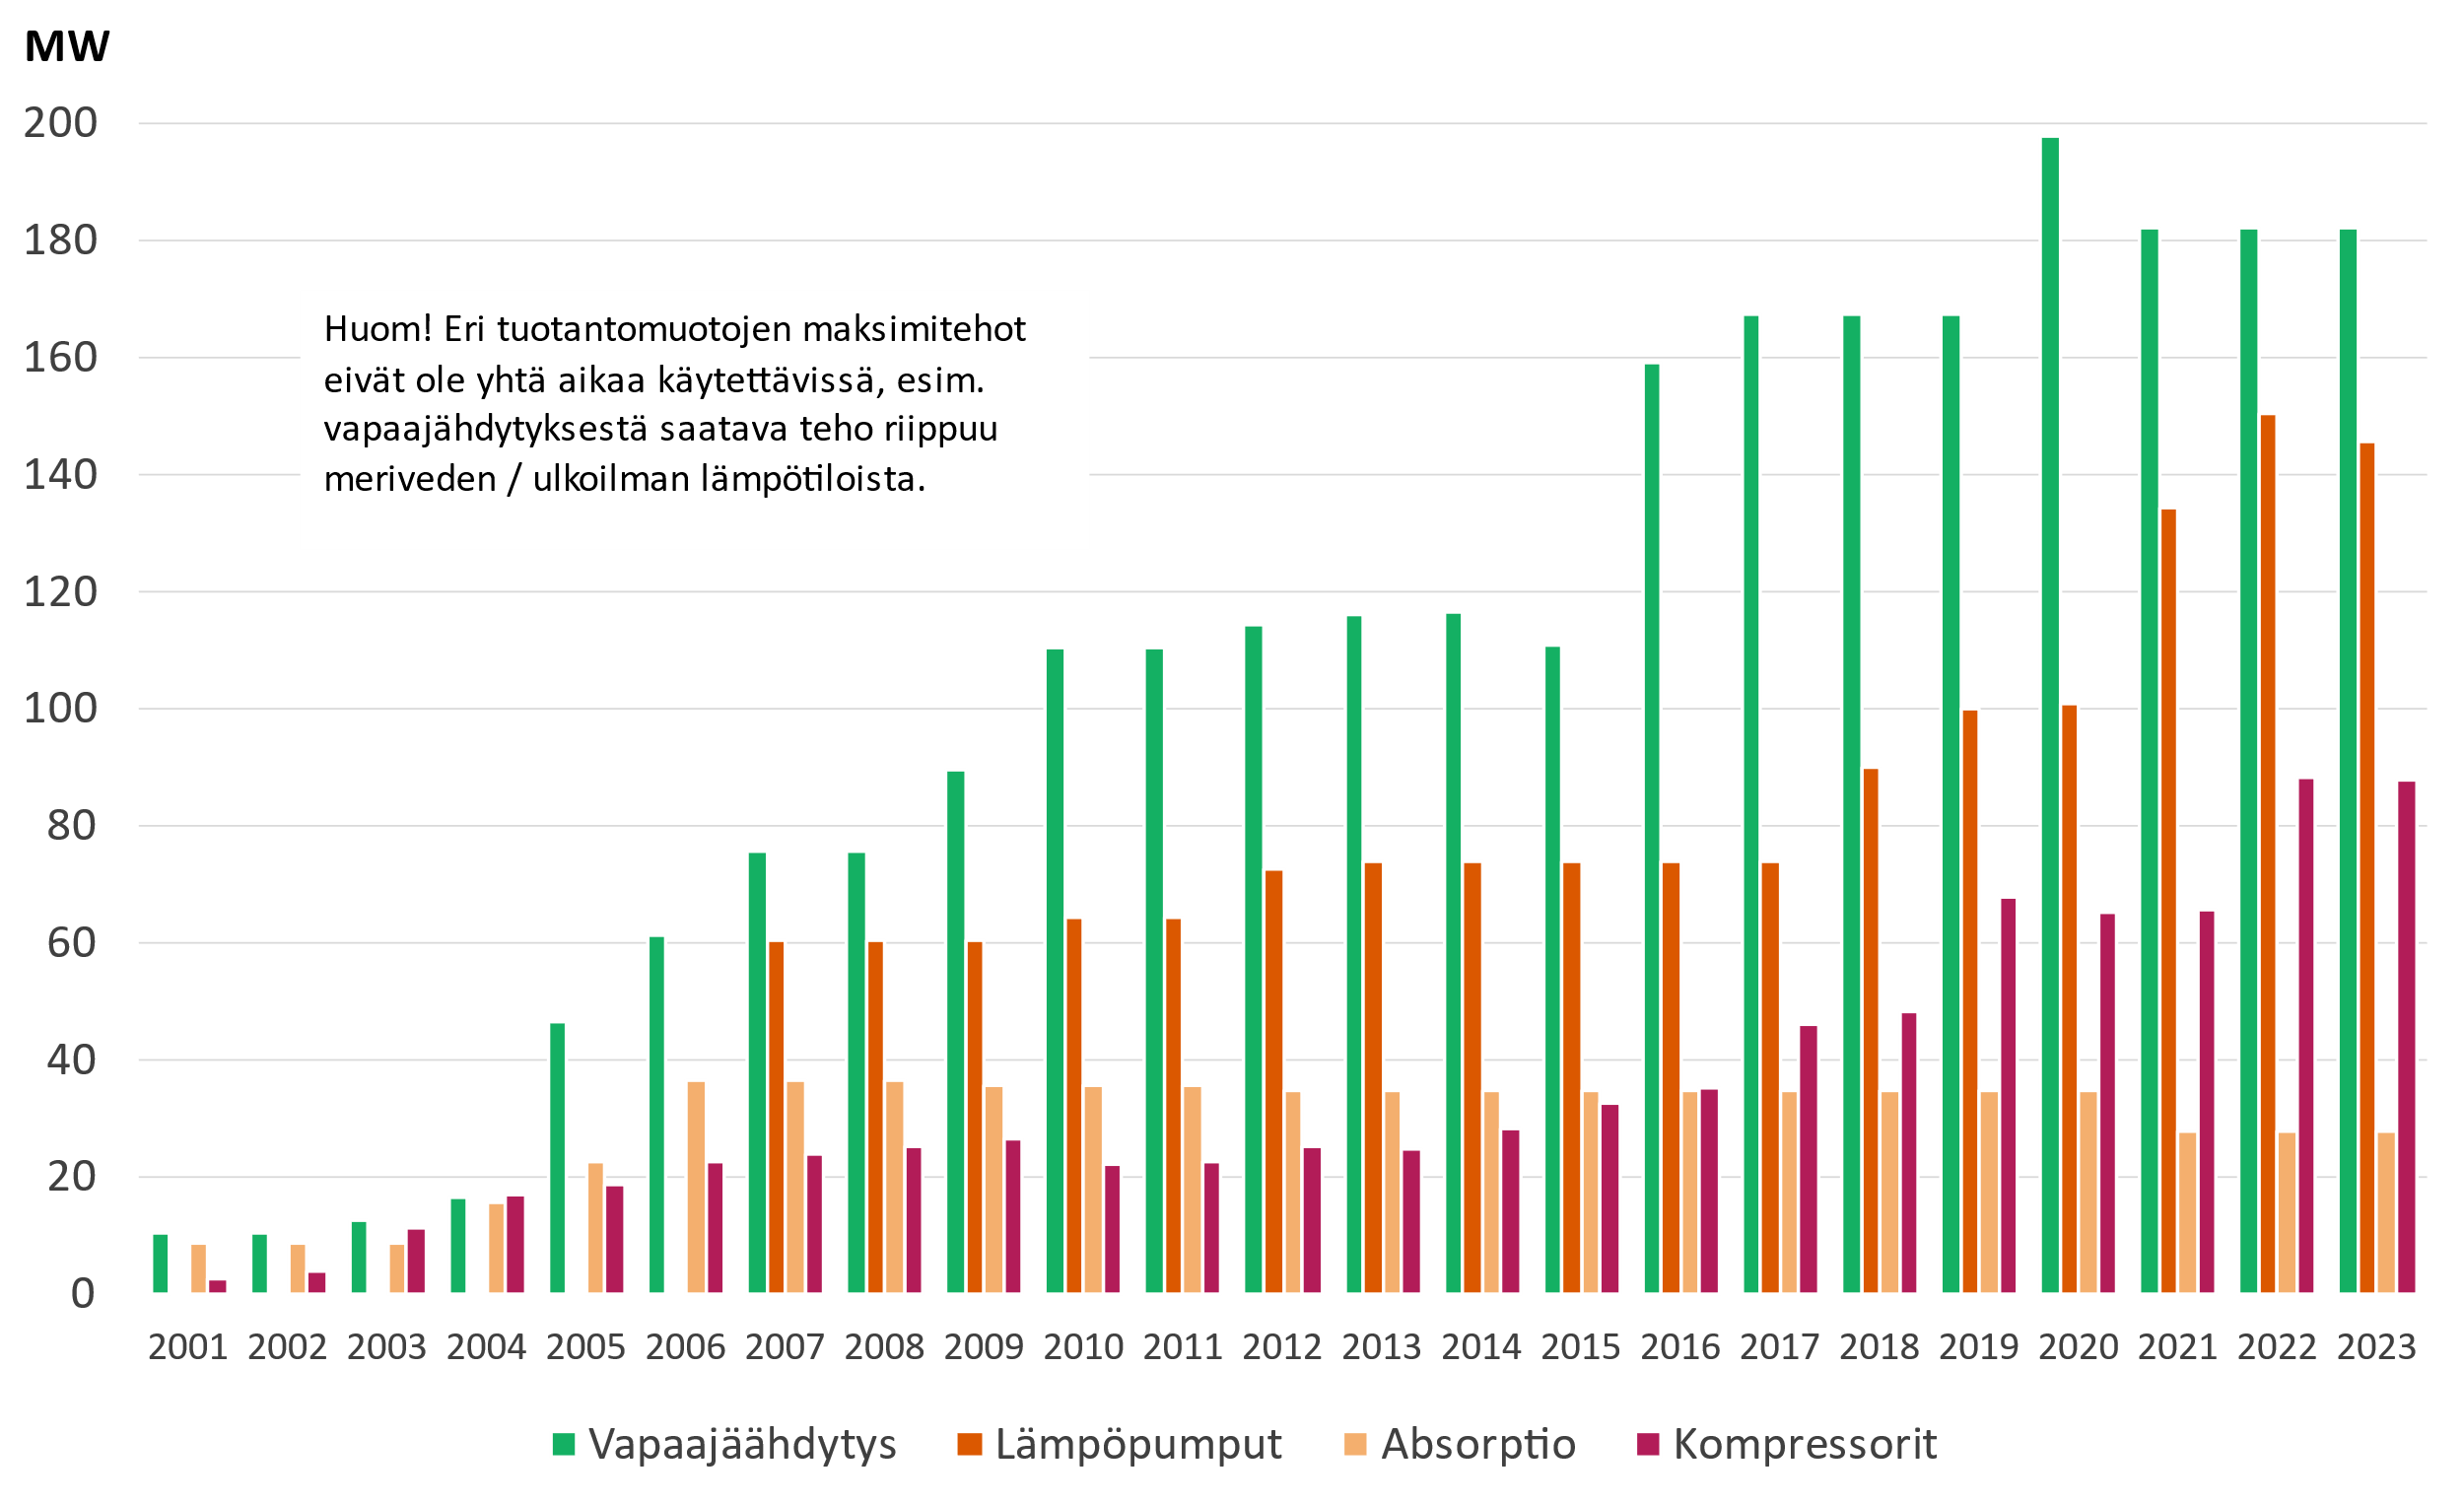 MW
200
180
160
140
120
100
80
60
40
20
0
Huom! Eri tuotantomuotojen maksimitehot
eivät ole yhtä aikaa käytettävissä, esim.
vapaajähdytyksestä saatava teho riippuu
meriveden / ulkoilman lämpötiloista.
2001 2002 2003 2004 2005 2006 2007 2008 2009 2010 2011 2012 2013 2014 2015 2016 2017 2018 2019 2020 2021 2022 2023
Vapaajäähdytys Lämpöpumput Absorptio Kompressorit